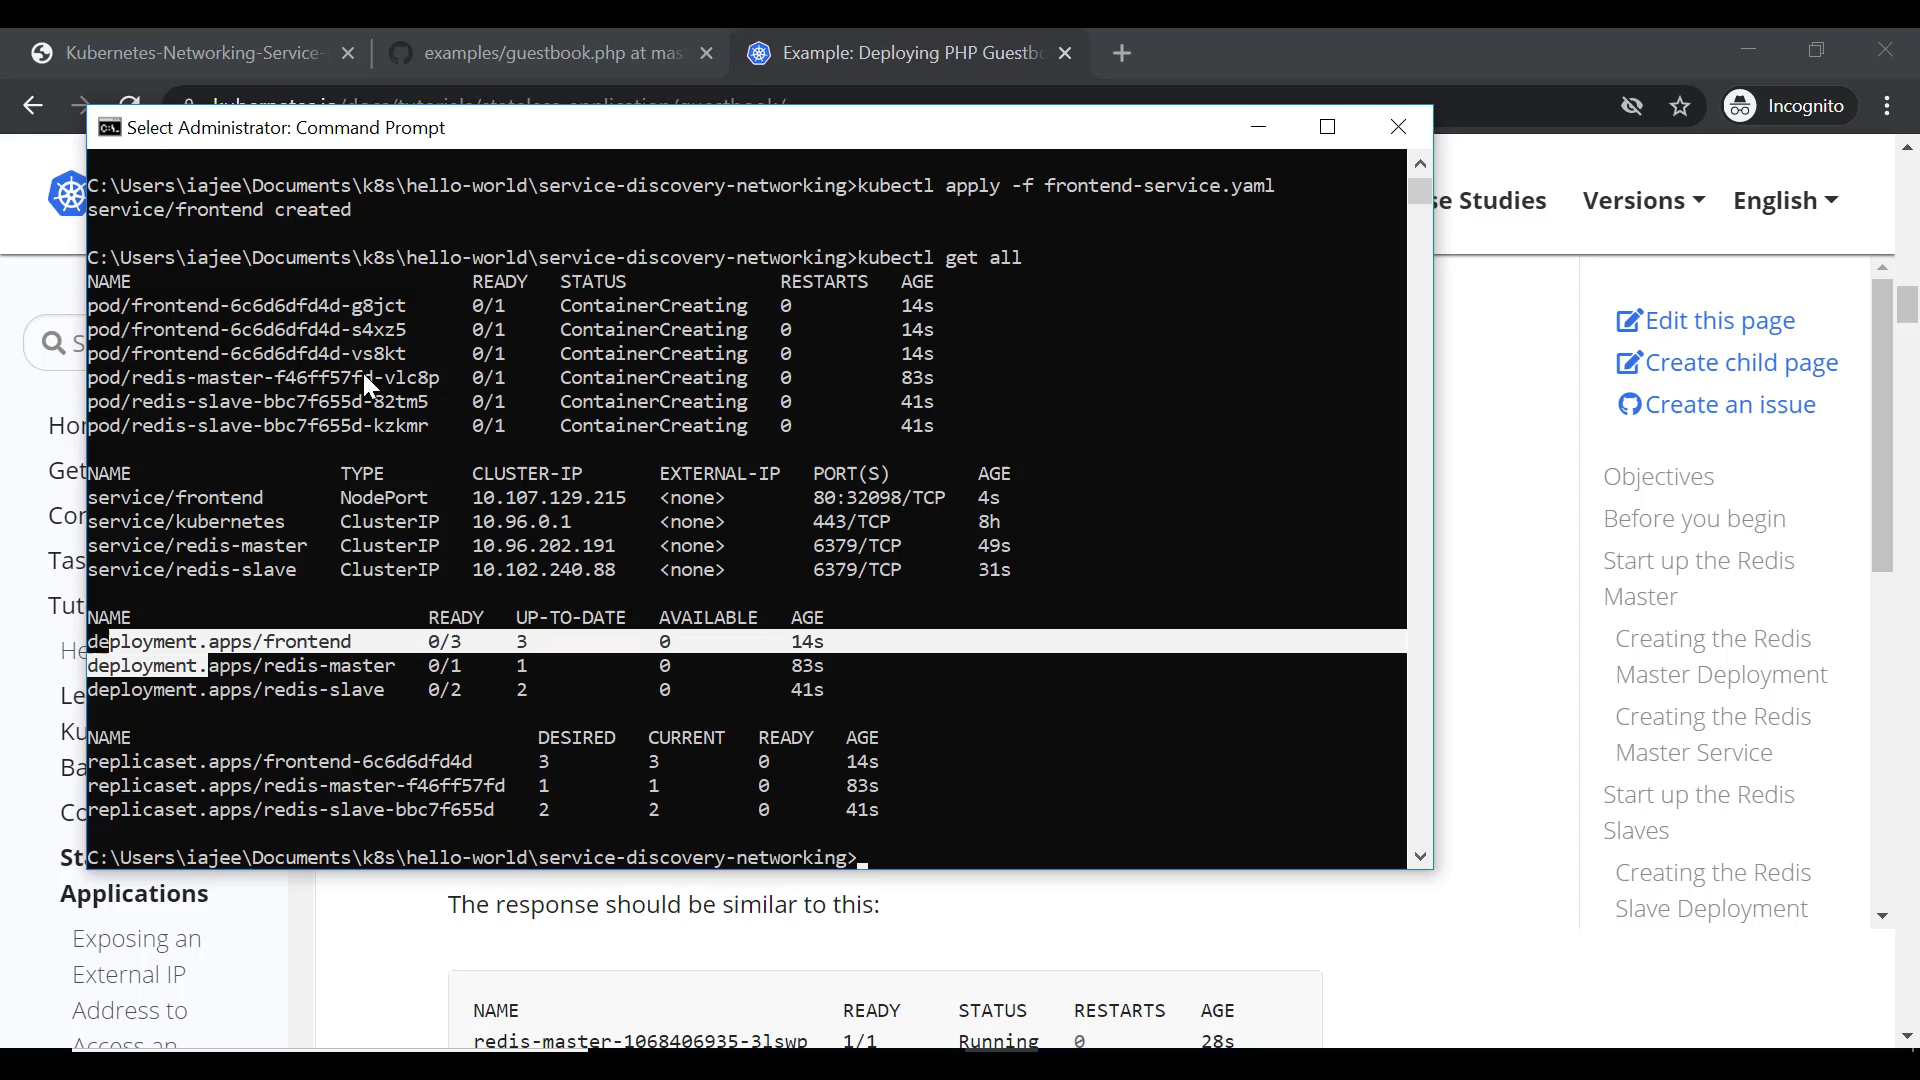 Kubernetes-Networking-Service-
examples/guestbook.php at mas
Example: Deploying PHP Guestbo
Incognito
Select Administrator: Command Prompt
C:\Users\iajee\Documents\k8s\hello-world\service-discovery-networking>kubectl apply -f frontend-service.yaml
service/frontend created
C:\Users\iajee\Documents\k8s\hello-world\service-discovery-networking>kubectl get all
NAME READY STATUS RESTARTS AGE
pod/frontend-6c6d6dfd4d-g8jct 0/1 ContainerCreating 0 14s
pod/frontend-6c6d6dfd4d-s4xz5 0/1 ContainerCreating 0 14s
pod/frontend-6c6d6dfd4d-vs8kt 0/1 ContainerCreating 0 14s
pod/redis-master-f46ff57fd-vlc8p 0/1 ContainerCreating 0 83s
pod/redis-slave-bbc7f655d-82tm5 0/1 ContainerCreating 0 41s
pod/redis-slave-bbc7f655d-kzkmr 0/1 ContainerCreating 0 41s
NAME TYPE CLUSTER-IP EXTERNAL-IP PORT(S) AGE
service/frontend NodePort 10.107.129.215 <none> 80:32098/TCP 4s
service/kubernetes ClusterIP 10.96.0.1 <none> 443/TCP 8h
service/redis-master ClusterIP 10.96.202.191 <none> 6379/TCP 49s
service/redis-slave ClusterIP 10.102.240.88 <none> 6379/TCP 31s
NAME READY UP-TO-DATE AVAILABLE AGE
deployment.apps/frontend 0/3 3 0 14s
deployment.apps/redis-master 0/1 1 0 83s
deployment.apps/redis-slave 0/2 2 0 41s
NAME DESIRED CURRENT READY AGE
replicaset.apps/frontend-6c6d6dfd4d 3 3 0 14s
replicaset.apps/redis-master-f46ff57fd 1 1 0 83s
replicaset.apps/redis-slave-bbc7f655d 2 2 0 41s
C:\Users\iajee\Documents\k8s\hello-world\service-discovery-networking>
se Studies
Versions
English
S
Hor
Get
Cor
Tas
Tut
He
Le
Ku
Ba
Co
St
Applications
Exposing an
External IP
Address to
Access an
The response should be similar to this:
NAME READY STATUS RESTARTS AGE
redis-master-1068406935-3lswp 1/1 Running 0 28s
Edit this page
Create child page
Create an issue
Objectives
Before you begin
Start up the Redis
Master
Creating the Redis
Master Deployment
Creating the Redis
Master Service
Start up the Redis
Slaves
Creating the Redis
Slave Deployment